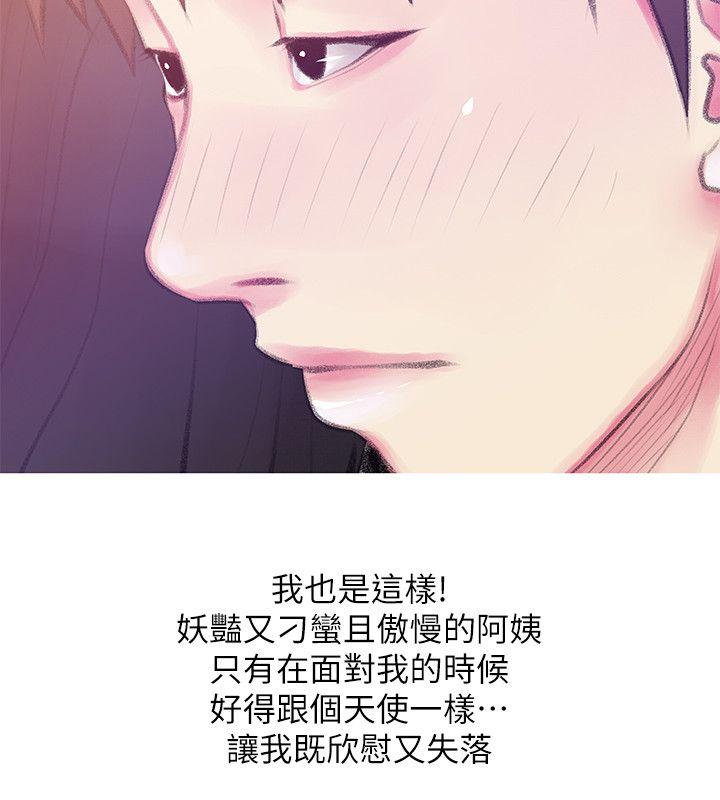 我也是這樣!
妖豔又刁蠻且傲慢的阿姨
只有在面對我的時候
好得跟個天使一樣…
讓我既欣慰又失落